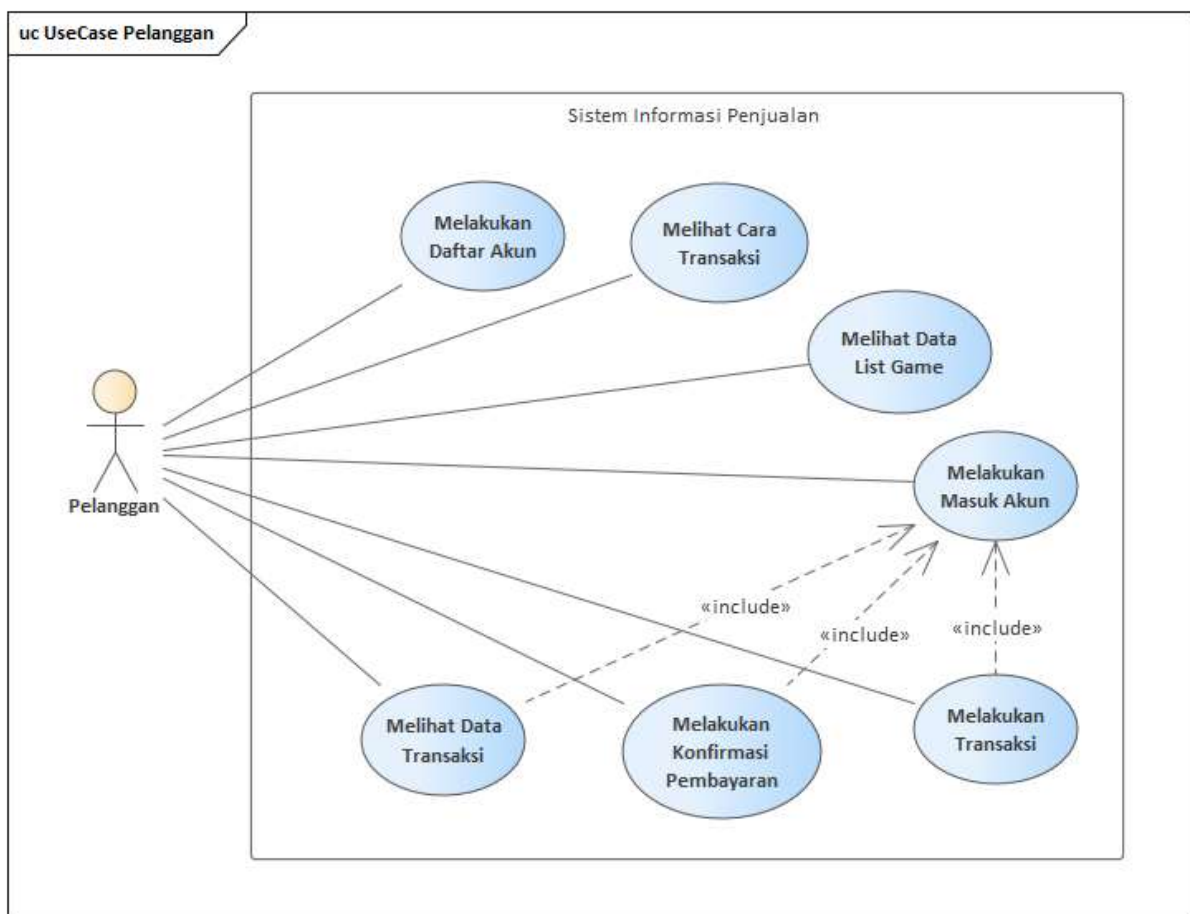 uc UseCase Pelanggan
Sistem Informasi Penjualan
Melakukan
Daftar Akun
Melihat Cara
Transaksi
Melihat Data
List Game
Melakukan
Masuk Akun
Pelanggan
«include»
«include»
«include»
Melihat Data
Transaksi
Melakukan
Konfirmasi
Pembayaran
Melakukan
Transaksi